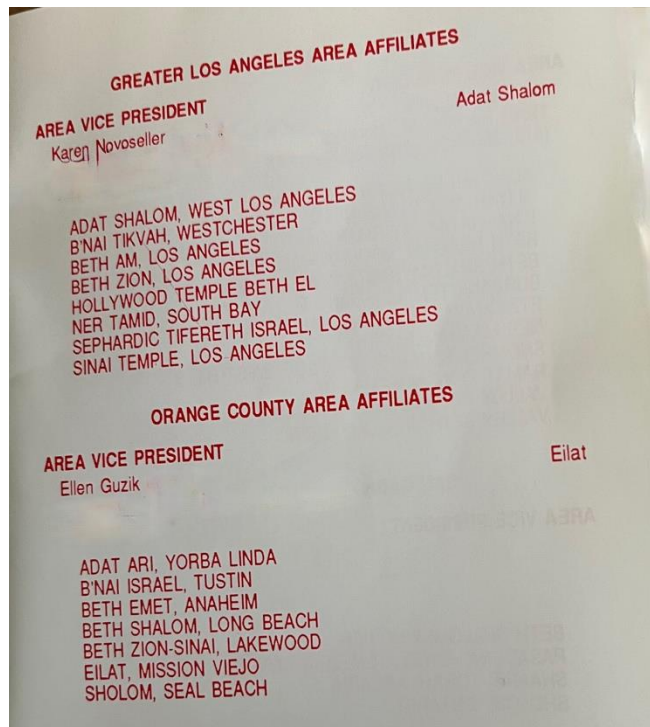 GREATER LOS ANGELES AREA AFFILIATES
AREA VICE PRESIDENT Adat Shalom
Karen Novoseller
ADAT SHALOM, WEST LOS ANGELES
B'NAI TIKVAH, WESTCHESTER
BETH AM, LOS ANGELES
BETH ZION, LOS ANGELES
HOLLYWOOD TEMPLE BETH EL
NER TAMID, SOUTH BAY
SEPHARDIC TIFERETH ISRAEL, LOS ANGELES
SINAI TEMPLE, LOS ANGELES
ORANGE COUNTY AREA AFFILIATES
AREA VICE PRESIDENT Eilat
Ellen Guzik
ADAT ARI, YORBA LINDA
B'NAI ISRAEL, TUSTIN
BETH EMET, ANAHEIM
BETH SHALOM, LONG BEACH
BETH ZION-SINAI, LAKEWOOD
EILAT, MISSION VIEJO
SHOLOM, SEAL BEACH